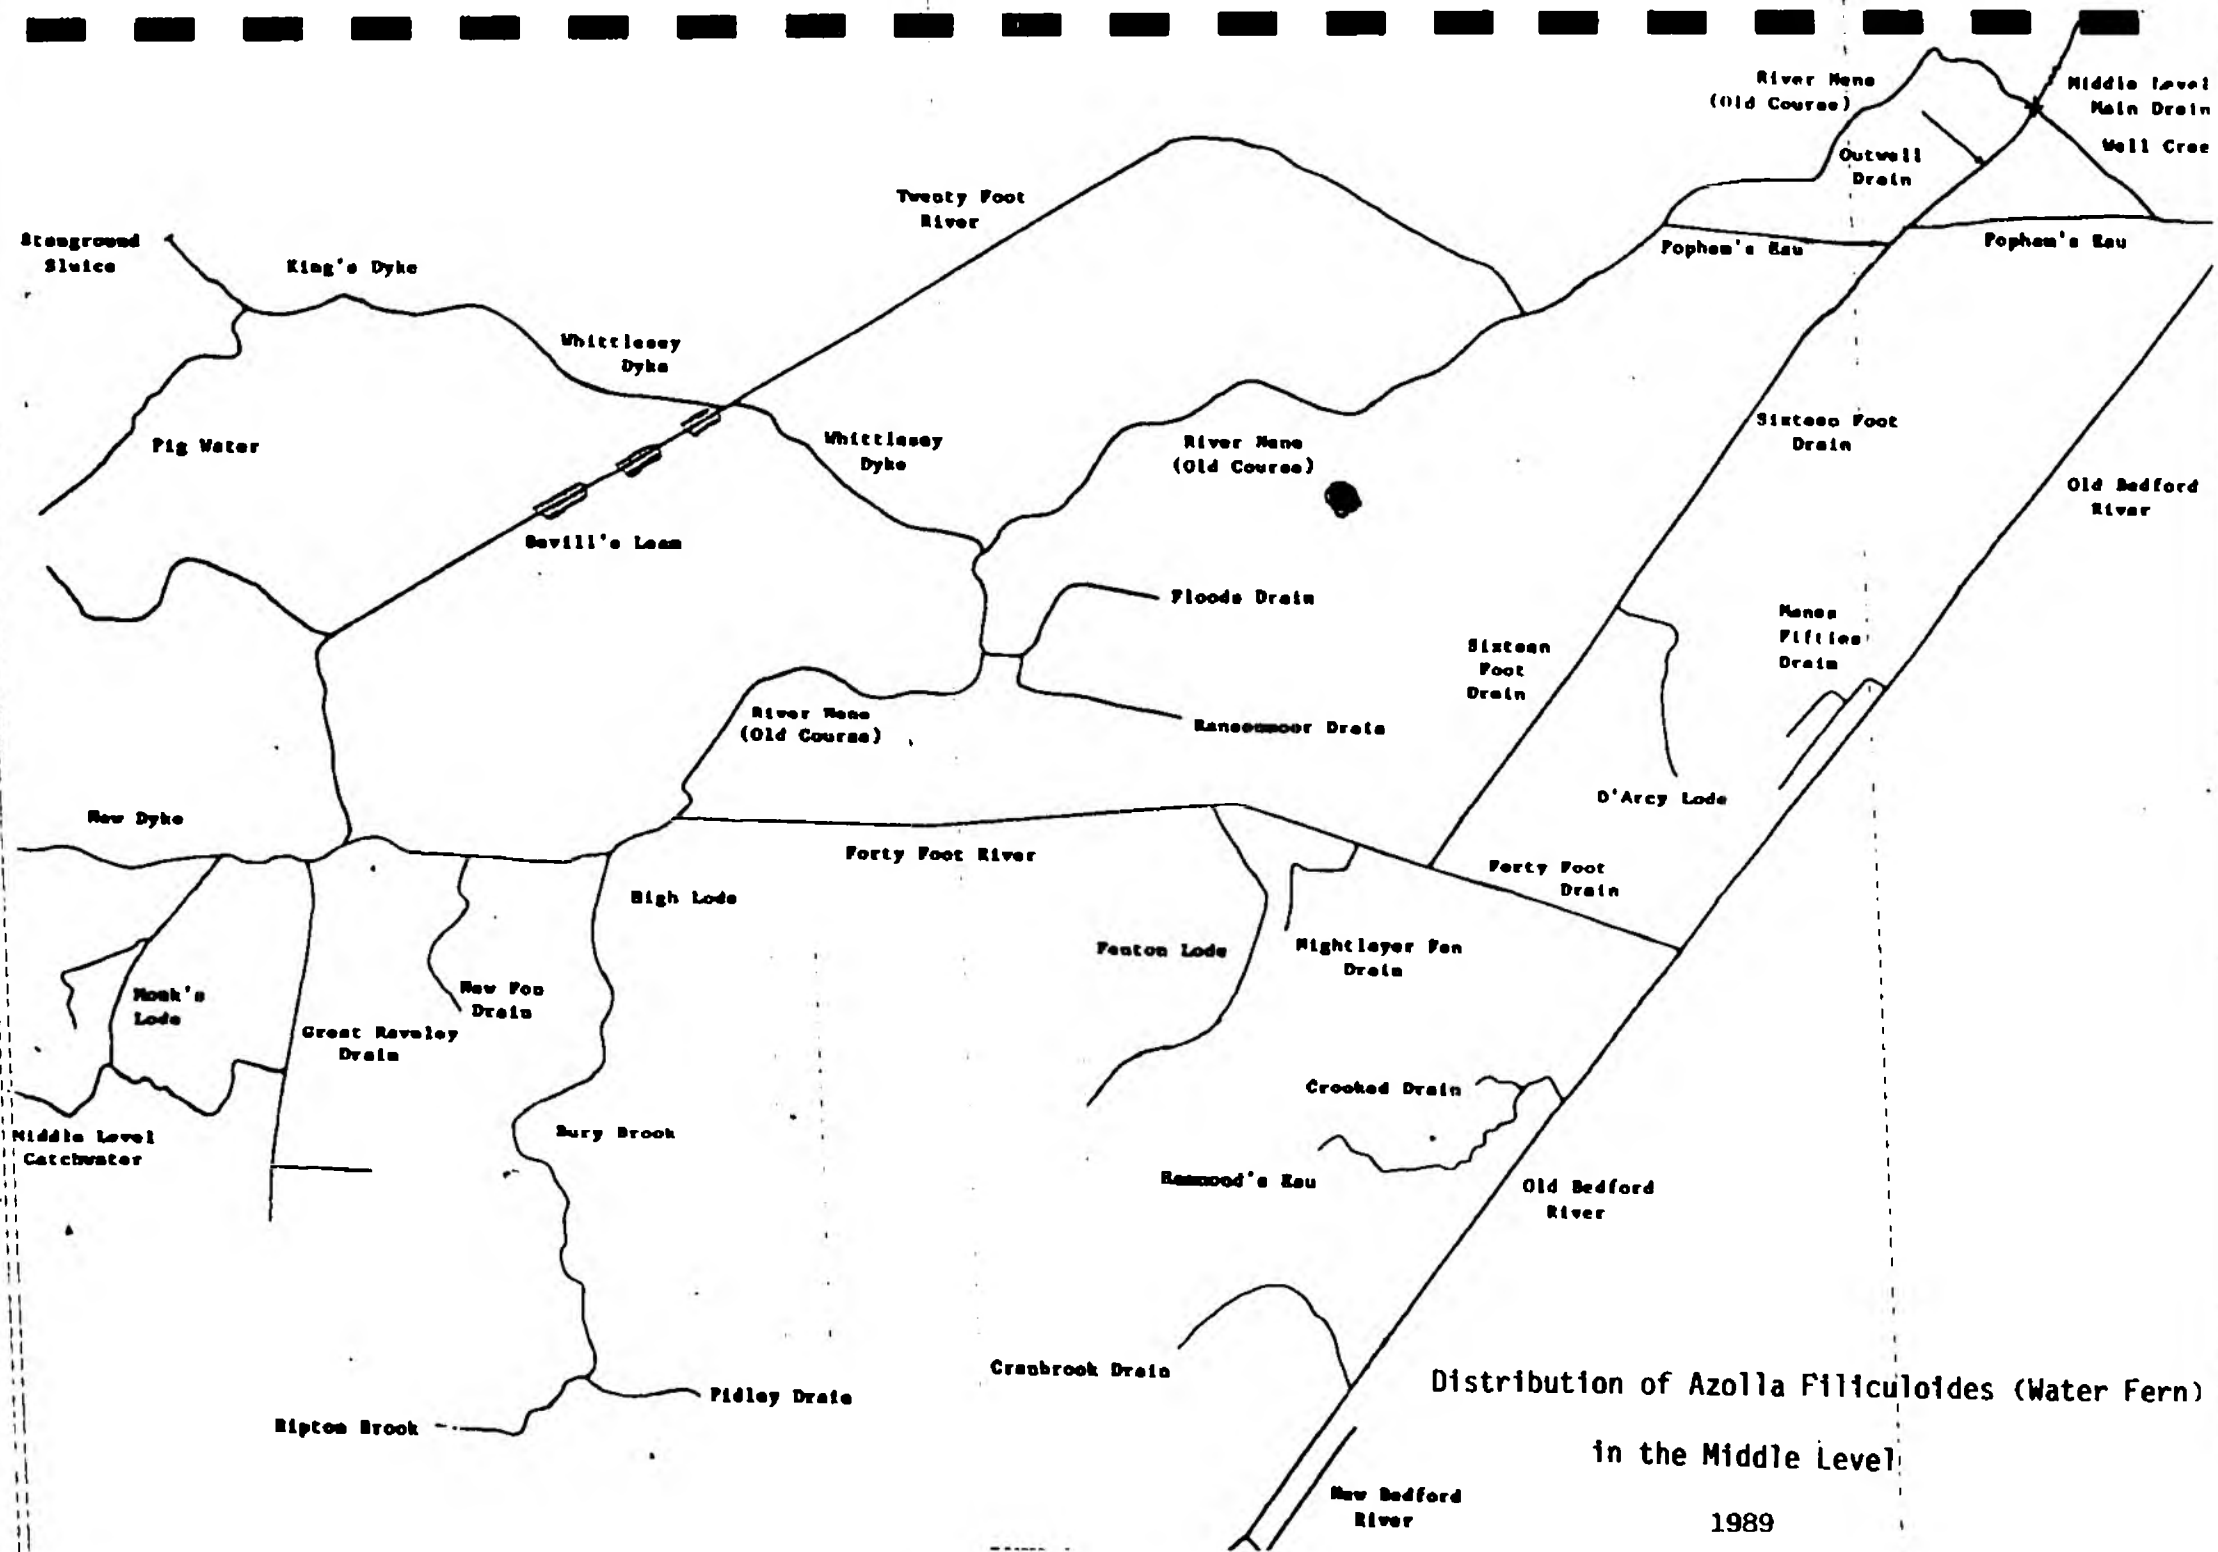 River Nene
(Old Course)
Middle Level
Main Drain
Well Cree
Outwell
Drain
Twenty Foot
River
Popham's Eau
Popham's Eau
Stanground
Sluice
King's Dyke
Whittlesey
Dyke
Pig Water
Whittlesey
Dyke
River Nene
(Old Course)
Sixteen Foot
Drain
Old Bedford
River
Bevill's Leam
Floods Drain
Manea
Fifties
Drain
Sixteen
Foot
Drain
River Nene
(Old Course)
Ransonmoor Drain
D'Arcy Lode
New Dyke
Forty Foot River
Forty Foot
Drain
High Lode
Fenton Lode
Nightlayer Fen
Drain
Monk's
Lode
New Fen
Drain
Great Raveley
Drain
Crooked Drain
Middle Level
Catchwater
Bury Brook
Hammond's Eau
Old Bedford
River
Cranbrook Drain
Pidley Drain
Ripton Brook
Distribution of Azolla Filiculoides (Water Fern)
in the Middle Level
New Bedford
River
1989